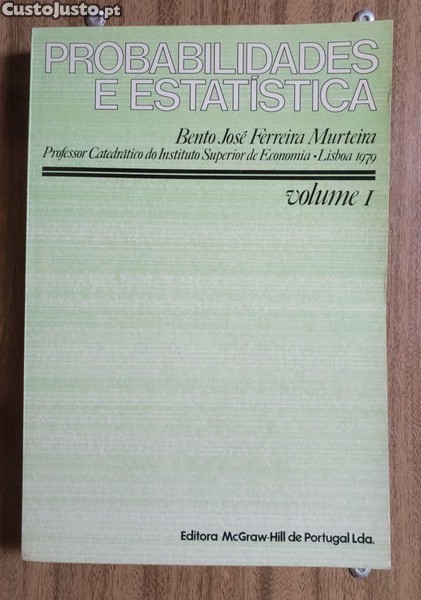 CustoJusto.pt
PROBABILIDADES
E ESTATÍSTICA
Bento José Ferreira Murteira
Professor Catedrático do Instituto Superior de Economia • Lisboa 1979
volume I
Editora McGraw-Hill de Portugal Lda.